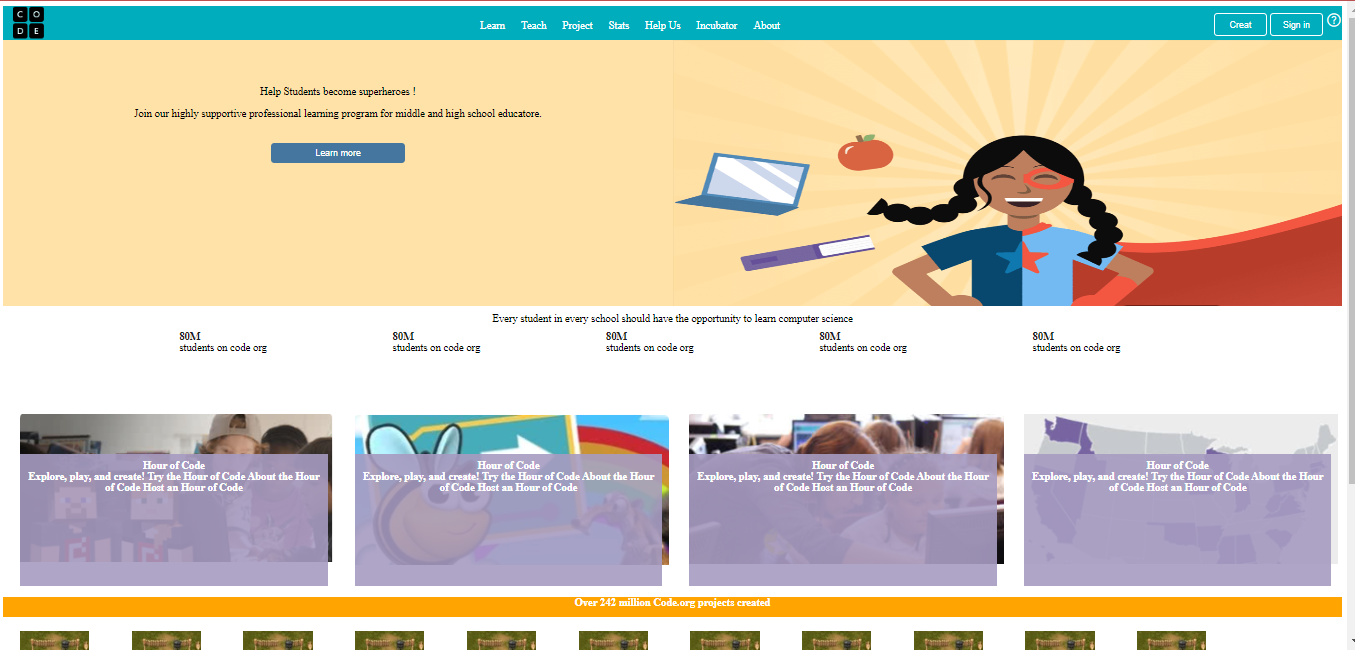 C O
D E
Learn Teach Project Stats Help Us Incubator About
Creat Sign in ?
Help Students become superheroes !
Join our highly supportive professional learning program for middle and high school educatore.
Learn more
Every student in every school should have the opportunity to learn computer science
80M 80M 80M 80M 80M
students on code org students on code org students on code org students on code org students on code org
Hour of Code
Explore, play, and create! Try the Hour of Code About the Hour
of Code Host an Hour of Code
Hour of Code
Explore, play, and create! Try the Hour of Code About the Hour
of Code Host an Hour of Code
Hour of Code
Explore, play, and create! Try the Hour of Code About the Hour
of Code Host an Hour of Code
Hour of Code
Explore, play, and create! Try the Hour of Code About the Hour
of Code Host an Hour of Code
Over 242 million Code.org projects created